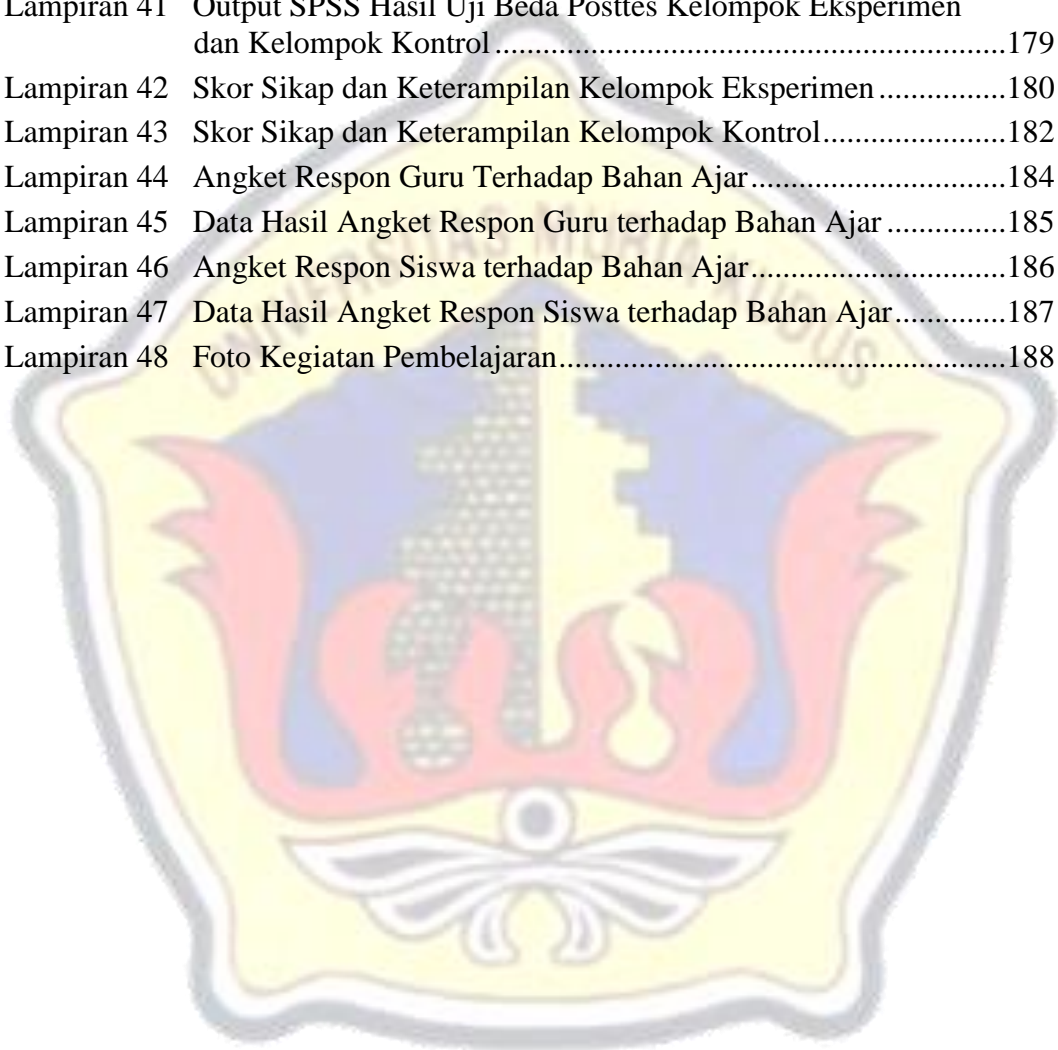 Lampiran 41 Output SPSS Hasil Uji Beda Posttes Kelompok Eksperimen
dan Kelompok Kontrol ................................................................179
Lampiran 42 Skor Sikap dan Keterampilan Kelompok Eksperimen ................180
Lampiran 43 Skor Sikap dan Keterampilan Kelompok Kontrol.......................182
Lampiran 44 Angket Respon Guru Terhadap Bahan Ajar................................184
Lampiran 45 Data Hasil Angket Respon Guru terhadap Bahan Ajar ...............185
Lampiran 46 Angket Respon Siswa terhadap Bahan Ajar................................186
Lampiran 47 Data Hasil Angket Respon Siswa terhadap Bahan Ajar..............187
Lampiran 48 Foto Kegiatan Pembelajaran........................................................188
UNIVERSITAS MURIA KUDUS